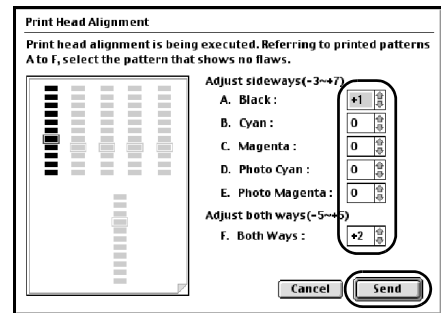 Print Head Alignment
Print head alignment is being executed. Referring to printed patterns
A to F, select the pattern that shows no flaws.
Adjust sideways(-3~+7)
A. Black : +1
B. Cyan : 0
C. Magenta : 0
D. Photo Cyan : 0
E. Photo Magenta : 0
Adjust both ways(-5~+5)
F. Both Ways : +2
Cancel Send